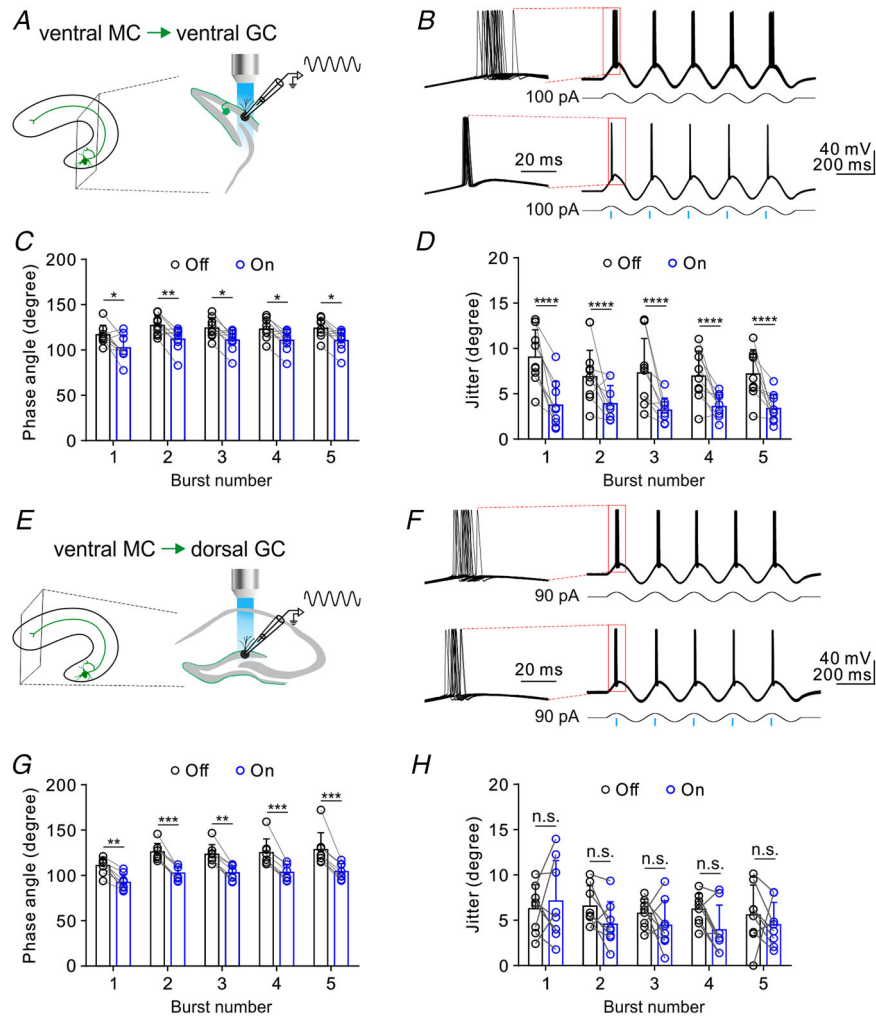 A
ventral MC → ventral GC
B
100 pA
20 ms
40 mV
200 ms
100 pA
C
Off
On
Phase angle (degree)
200
150
100
50
0
*
**
*
*
*
1 2 3 4 5
Burst number
D
Off
On
Jitter (degree)
20
15
10
5
0
****
****
****
****
****
1 2 3 4 5
Burst number
E
ventral MC → dorsal GC
F
90 pA
20 ms
40 mV
200 ms
90 pA
G
Off
On
Phase angle (degree)
200
150
100
50
0
**
***
**
***
***
1 2 3 4 5
Burst number
H
Off
On
Jitter (degree)
20
15
10
5
0
n.s.
n.s.
n.s.
n.s.
n.s.
1 2 3 4 5
Burst number